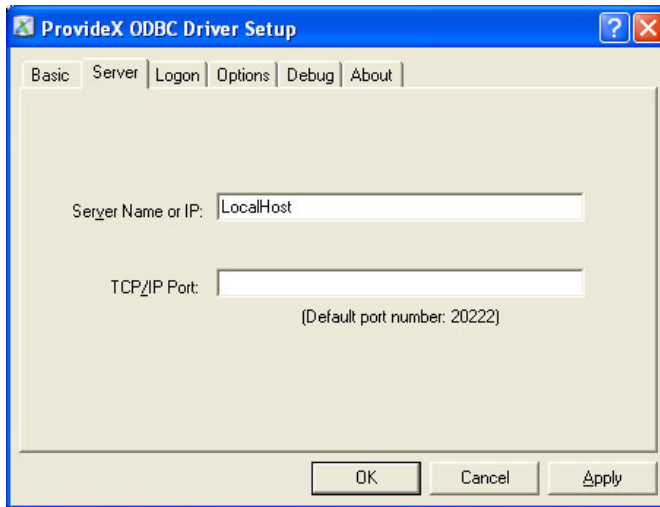 ProvideX ODBC Driver Setup
Basic Server Logon Options Debug About
Server Name or IP: LocalHost
TCP/IP Port:
(Default port number: 20222)
OK Cancel Apply